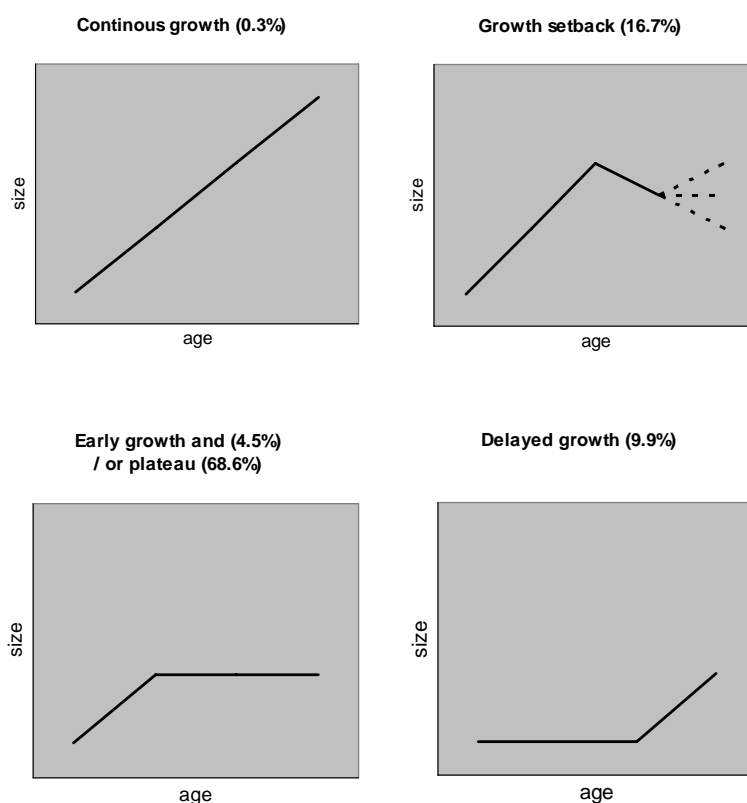 Continous growth (0.3%)
size
age
Growth setback (16.7%)
size
age
Early growth and (4.5%)
/ or plateau (68.6%)
size
age
Delayed growth (9.9%)
size
age